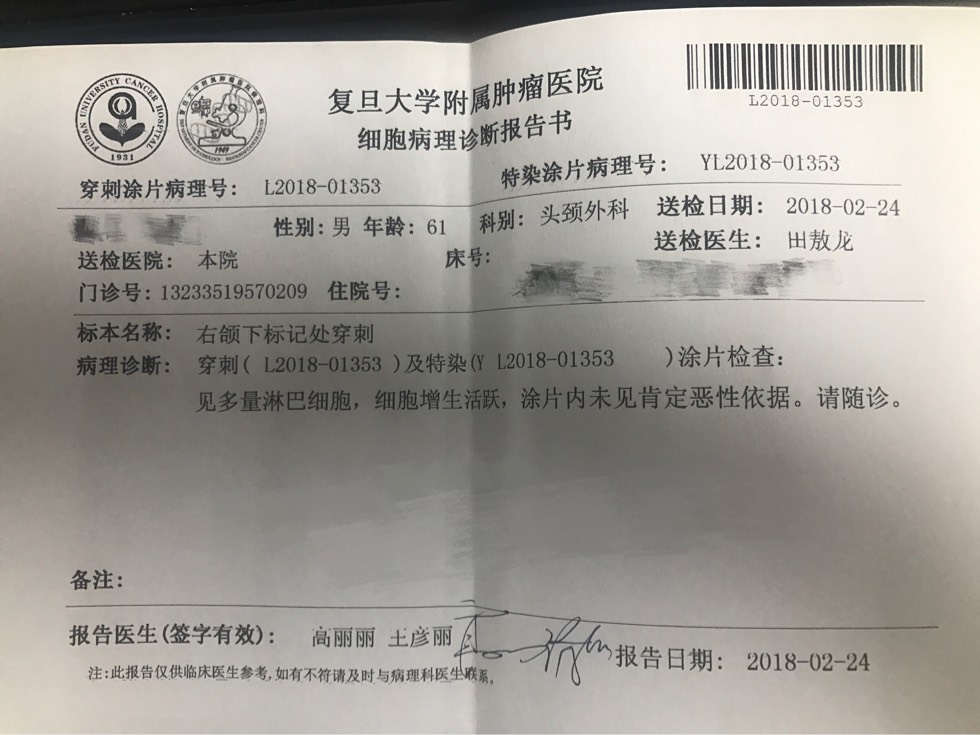 FUDAN UNIVERSITY CANCER HOSPITAL
1931
1949
L2018-01353
复旦大学附属肿瘤医院
细胞病理诊断报告书
穿刺涂片病理号： L2018-01353 特染涂片病理号： YL2018-01353
性别：男 年龄：61 科别：头颈外科 送检日期： 2018-02-24
送检医院： 本院 床号： 送检医生： 田敖龙
门诊号：13233519570209 住院号：
标本名称： 右颌下标记处穿刺
病理诊断： 穿刺( L2018-01353 )及特染(Y L2018-01353 )涂片检查：
见多量淋巴细胞，细胞增生活跃，涂片内未见肯定恶性依据。请随诊。
备注：
报告医生(签字有效)： 高丽丽 王彦丽 报告日期： 2018-02-24
注：此报告仅供临床医生参考，如有不符请及时与病理科医生联系。